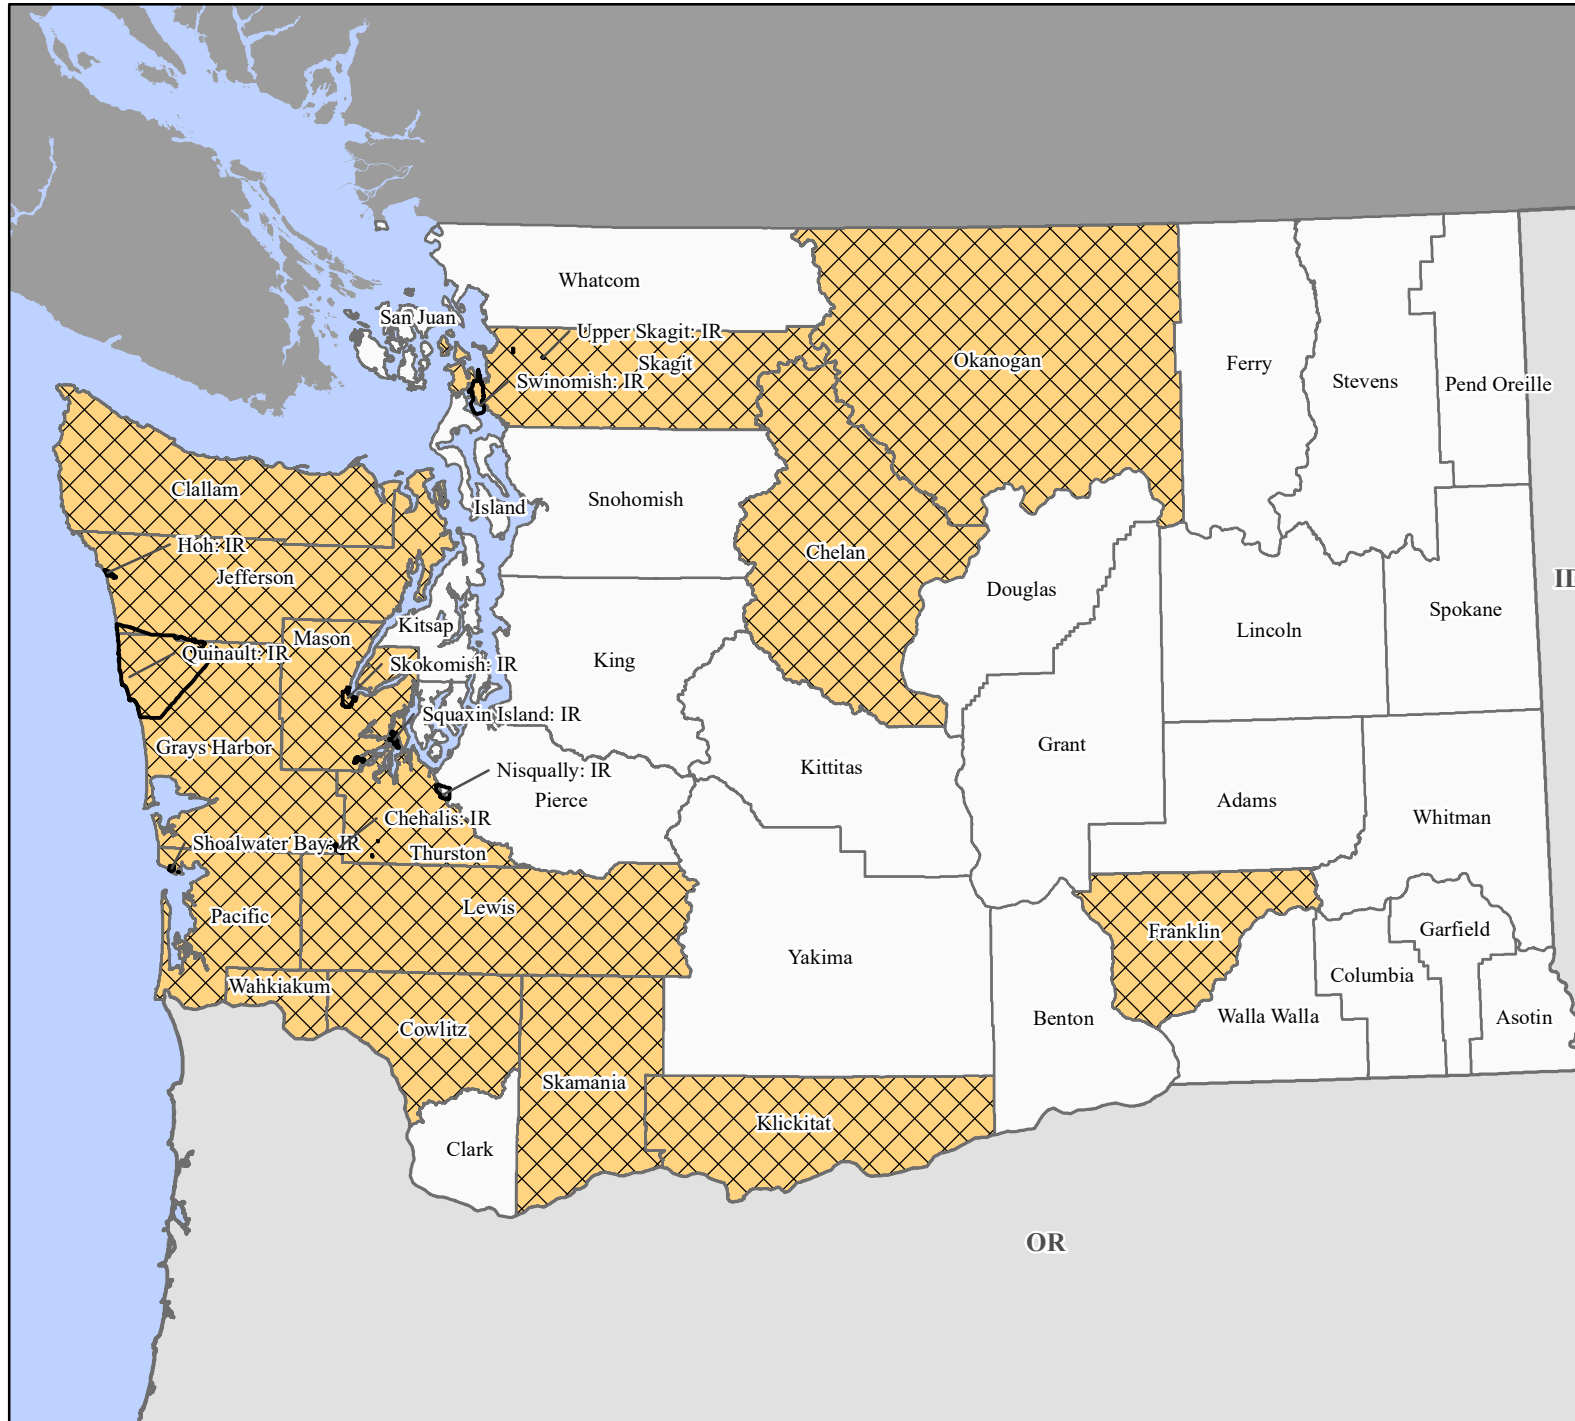 Whatcom
San Juan
Upper Skagit: IR
Skagit
Swinomish: IR
Okanogan
Ferry
Stevens
Pend Oreille
Clallam
Island
Snohomish
Hoh: IR
Jefferson
Chelan
Douglas
ID
Spokane
Lincoln
Mason
Kitsap
Quinault: IR
Skokomish: IR
King
Squaxin Island: IR
Grays Harbor
Grant
Nisqually: IR
Kittitas
Pierce
Adams
Chehalis: IR
Whitman
Shoalwater Bay: IR
Thurston
Lewis
Pacific
Franklin
Garfield
Yakima
Columbia
Wahkiakum
Cowlitz
Benton
Walla Walla
Asotin
Skamania
Klickitat
Clark
OR